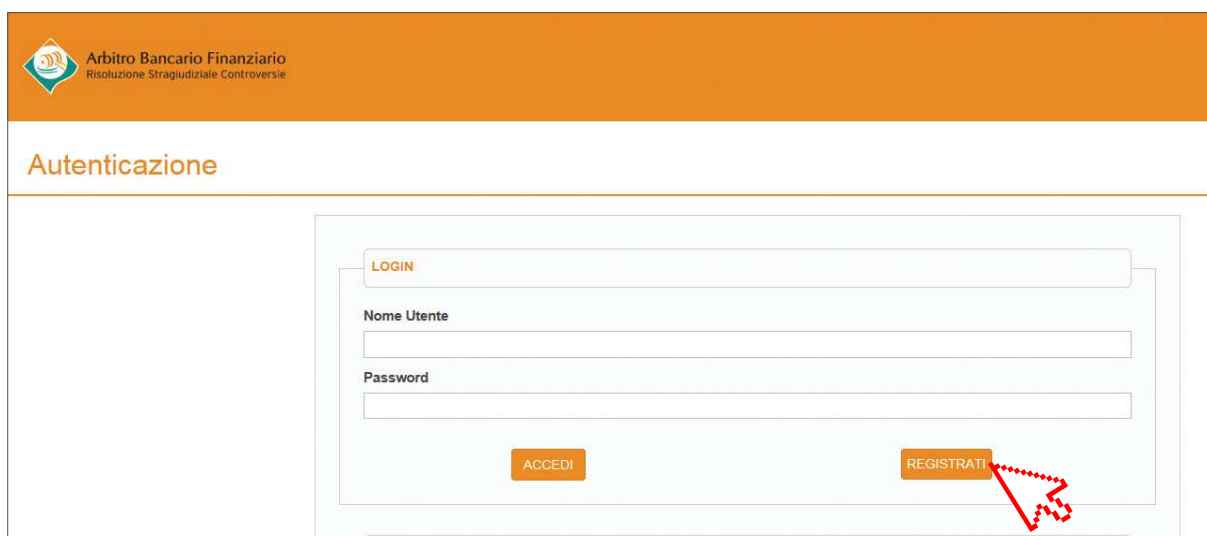 Arbitro Bancario Finanziario
Risoluzione Stragiudiziale Controversie
Autenticazione
LOGIN
Nome Utente
Password
ACCEDI
REGISTRATI